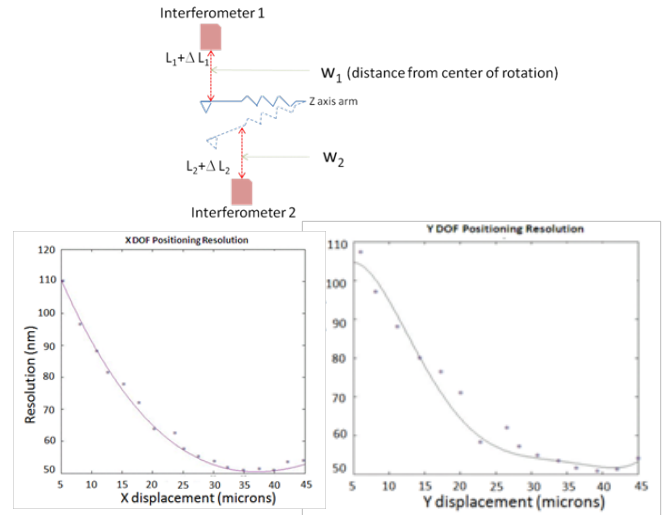 Interferometer 1
L₁+Δ L₁
W₁ (distance from center of rotation)
Z axis arm
L₂+Δ L₂
W₂
Interferometer 2
X DOF Positioning Resolution
120
110
100
90
80
70
60
50
Resolution (nm)
5 10 15 20 25 30 35 40 45
X displacement (microns)
Y DOF Positioning Resolution
110
100
90
80
70
60
50
5 10 15 20 25 30 35 40 45
Y displacement (microns)